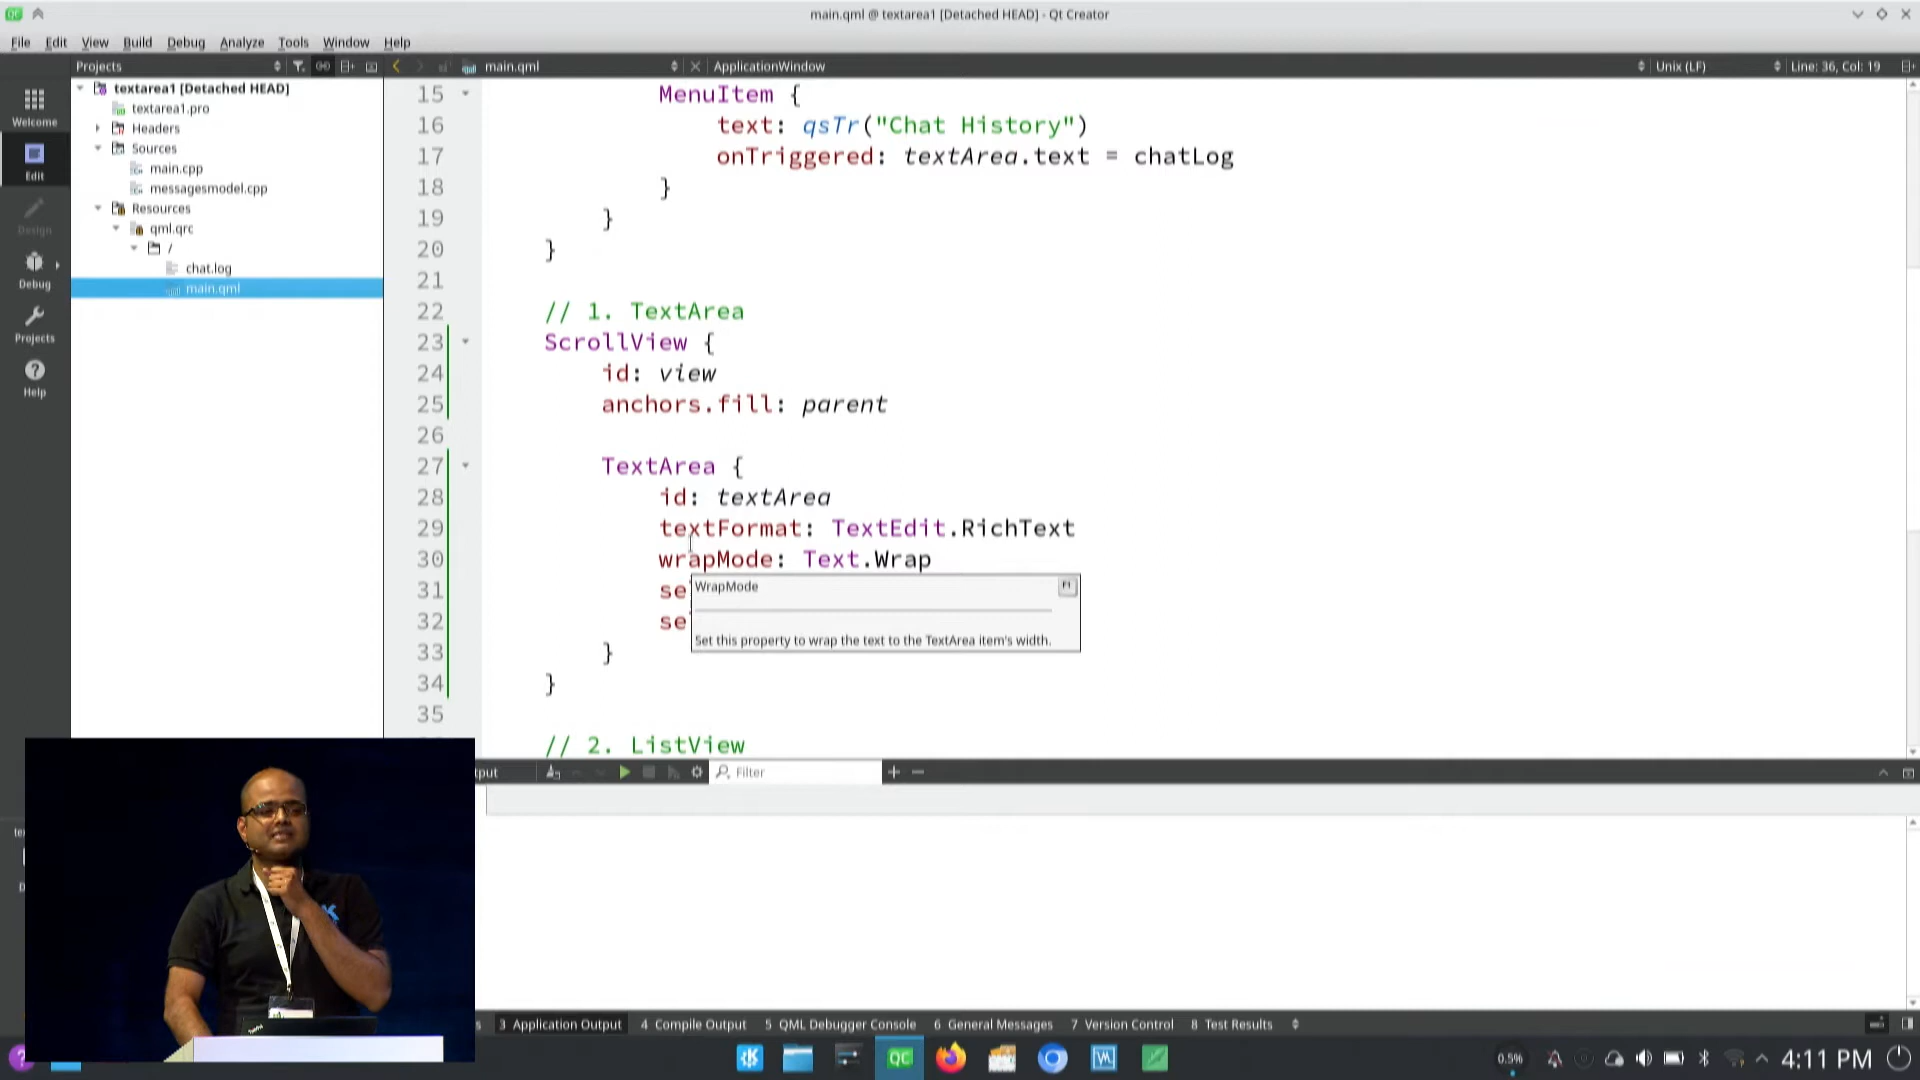 main.qml @ textarea1 [Detached HEAD] - Qt Creator
File Edit View Build Debug Analyze Tools Window Help
Projects
main.qml
ApplicationWindow
Unix (LF)
Line: 36, Col: 19
Welcome
Edit
Design
Debug
Projects
Help
textarea1 [Detached HEAD]
textarea1.pro
Headers
Sources
main.cpp
messagesmodel.cpp
Resources
qml.qrc
/
chat.log
main.qml
15 MenuItem {
16 text: qsTr("Chat History")
17 onTriggered: textArea.text = chatLog
18 }
19 }
20 }
21
22 // 1. TextArea
23 ScrollView {
24 id: view
25 anchors.fill: parent
26
27 TextArea {
28 id: textArea
29 textFormat: TextEdit.RichText
30 wrapMode: Text.Wrap
31 se
32 se
33 }
34 }
35
// 2. ListView
WrapMode
F1
Set this property to wrap the text to the TextArea item's width.
tput
Filter
3 Application Output 4 Compile Output 5 QML Debugger Console 6 General Messages 7 Version Control 8 Test Results
QC
0.5%
4:11 PM